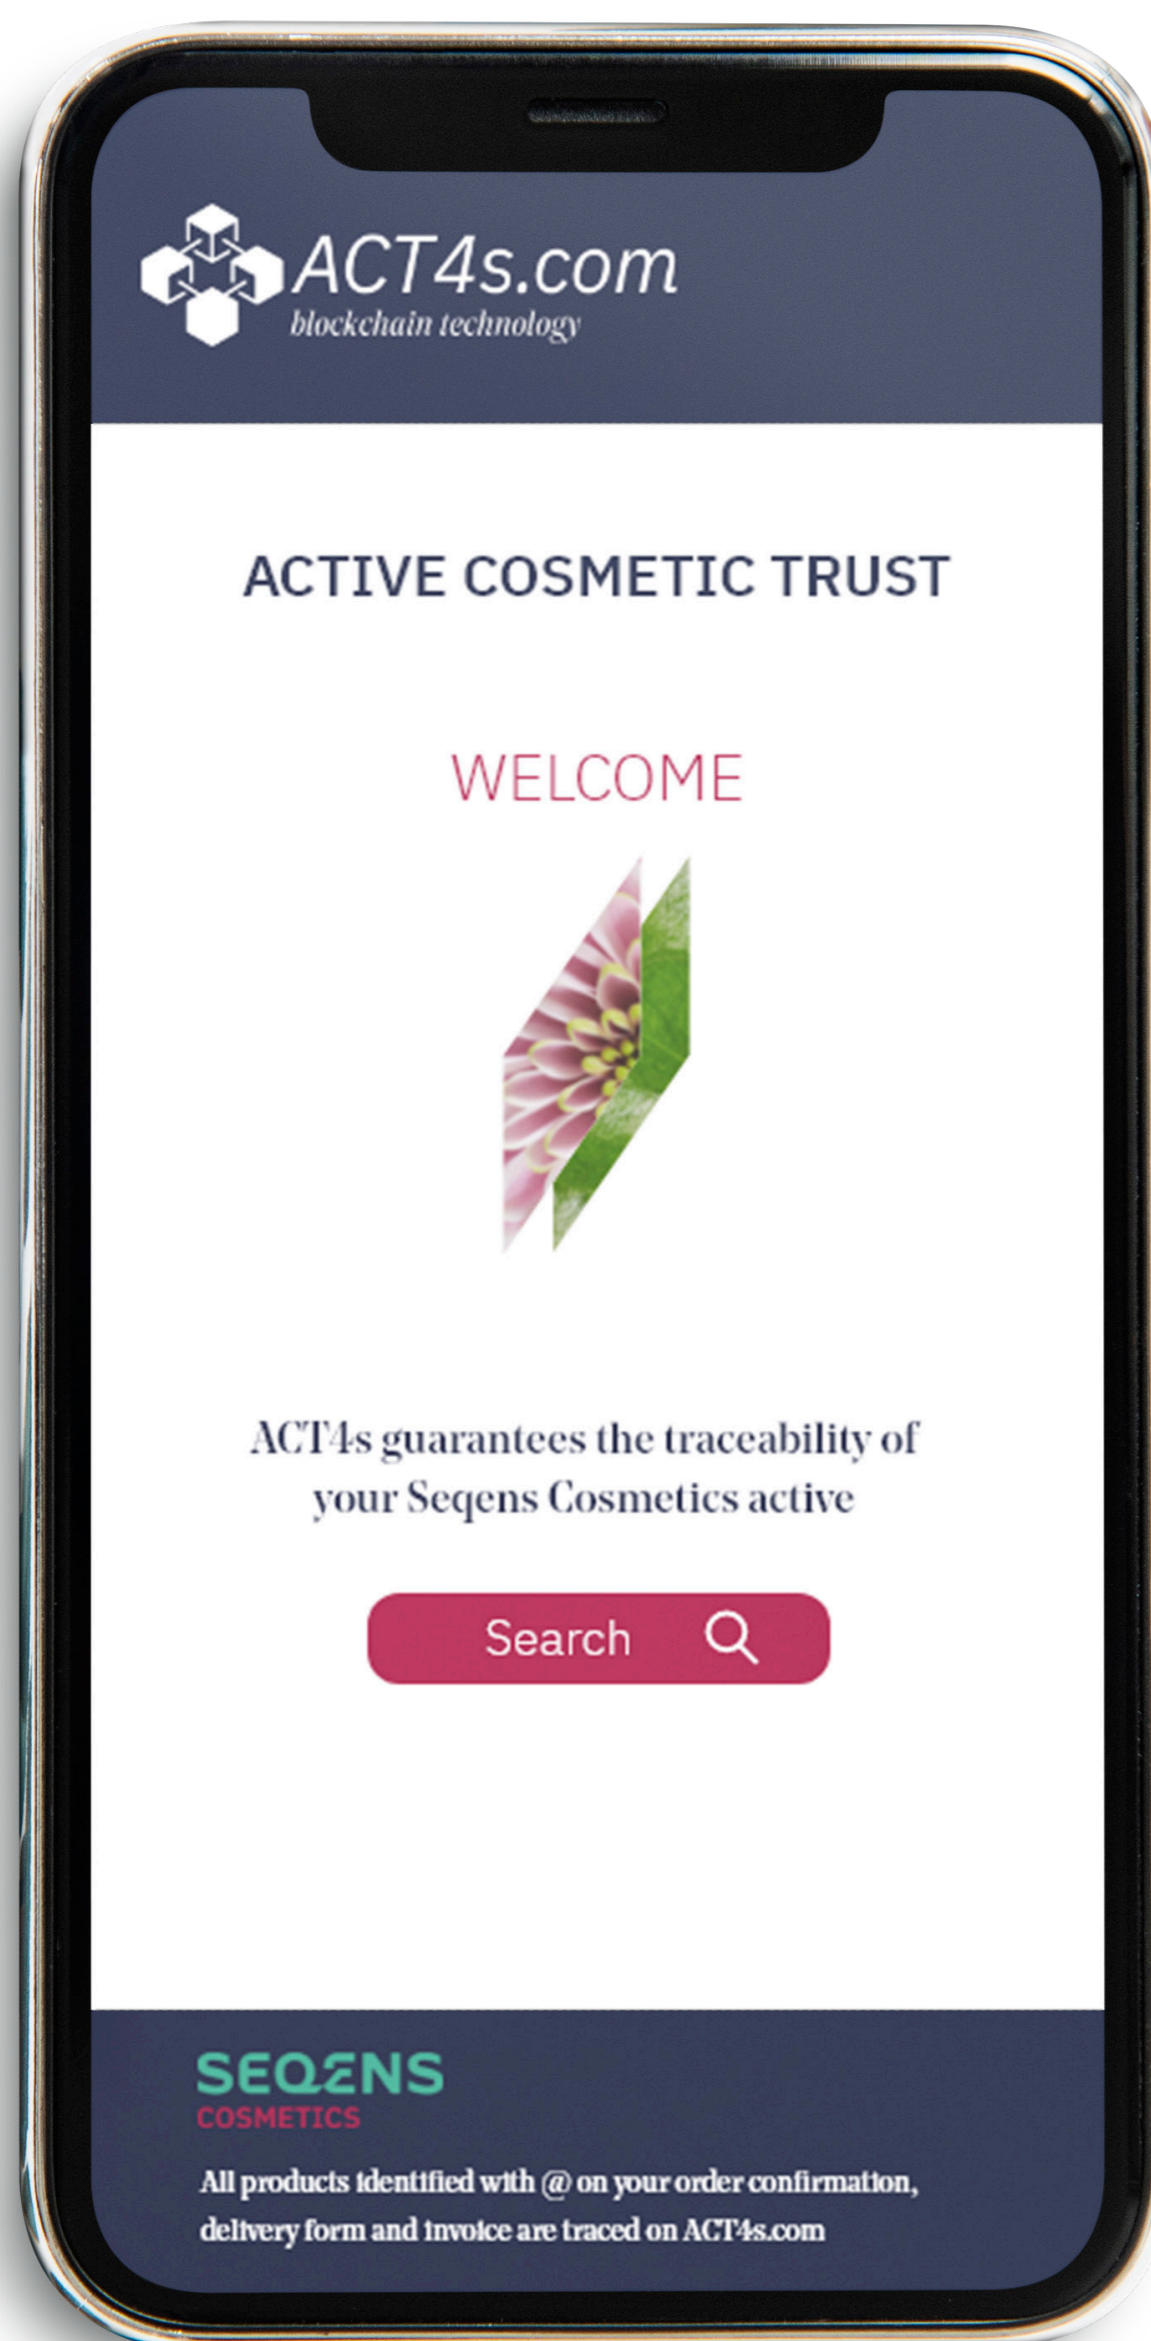 ACT4s.com
blockchain technology
ACTIVE COSMETIC TRUST
WELCOME
ACT4s guarantees the traceability of
your Seqens Cosmetics active
Search
SEQENS
COSMETICS
All products identified with @ on your order confirmation,
delivery form and invoice are traced on ACT4s.com